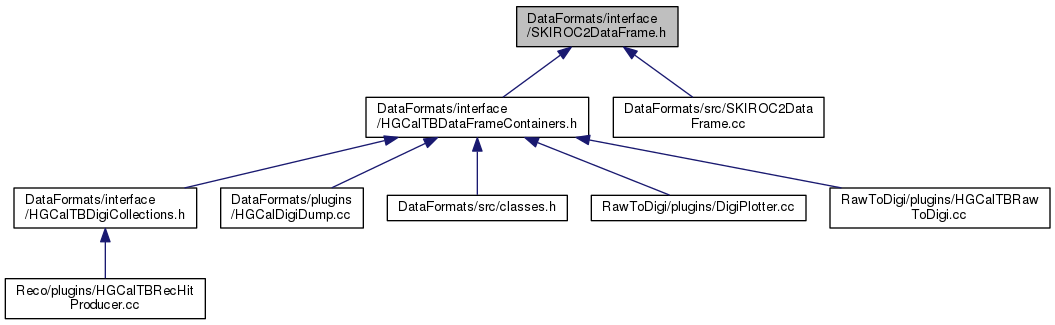 DataFormats/interface
/SKIROC2DataFrame.h
DataFormats/interface
/HGCalTBDataFrameContainers.h
DataFormats/src/SKIROC2Data
Frame.cc
DataFormats/interface
/HGCalTBDigiCollections.h
DataFormats/plugins
/HGCalDigiDump.cc
DataFormats/src/classes.h
RawToDigi/plugins/DigiPlotter.cc
RawToDigi/plugins/HGCalTBRaw
ToDigi.cc
Reco/plugins/HGCalTBRecHit
Producer.cc